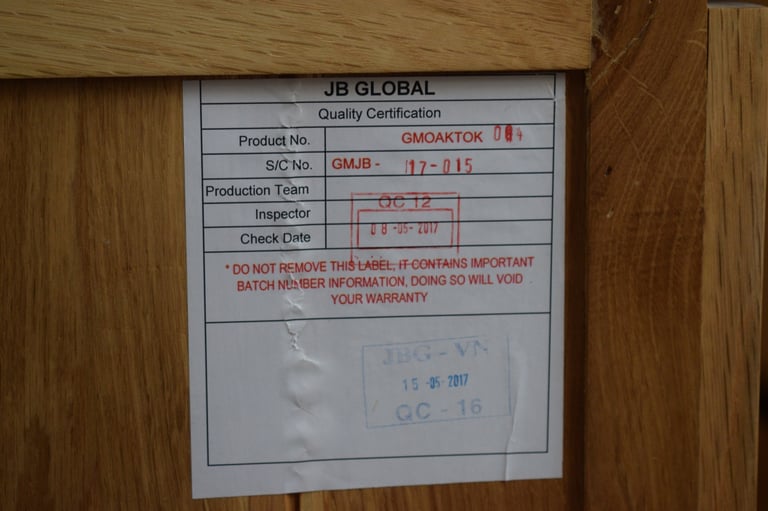 JB GLOBAL
Quality Certification
Product No. GMOAKTOK
S/C No. GMJB - 17-015
Production Team
Inspector QC 12
Check Date 08-05-2017
* DO NOT REMOVE THIS LABEL, IT CONTAINS IMPORTANT
BATCH NUMBER INFORMATION, DOING SO WILL VOID
YOUR WARRANTY
JBG - VN
15-05-2017
QC - 16